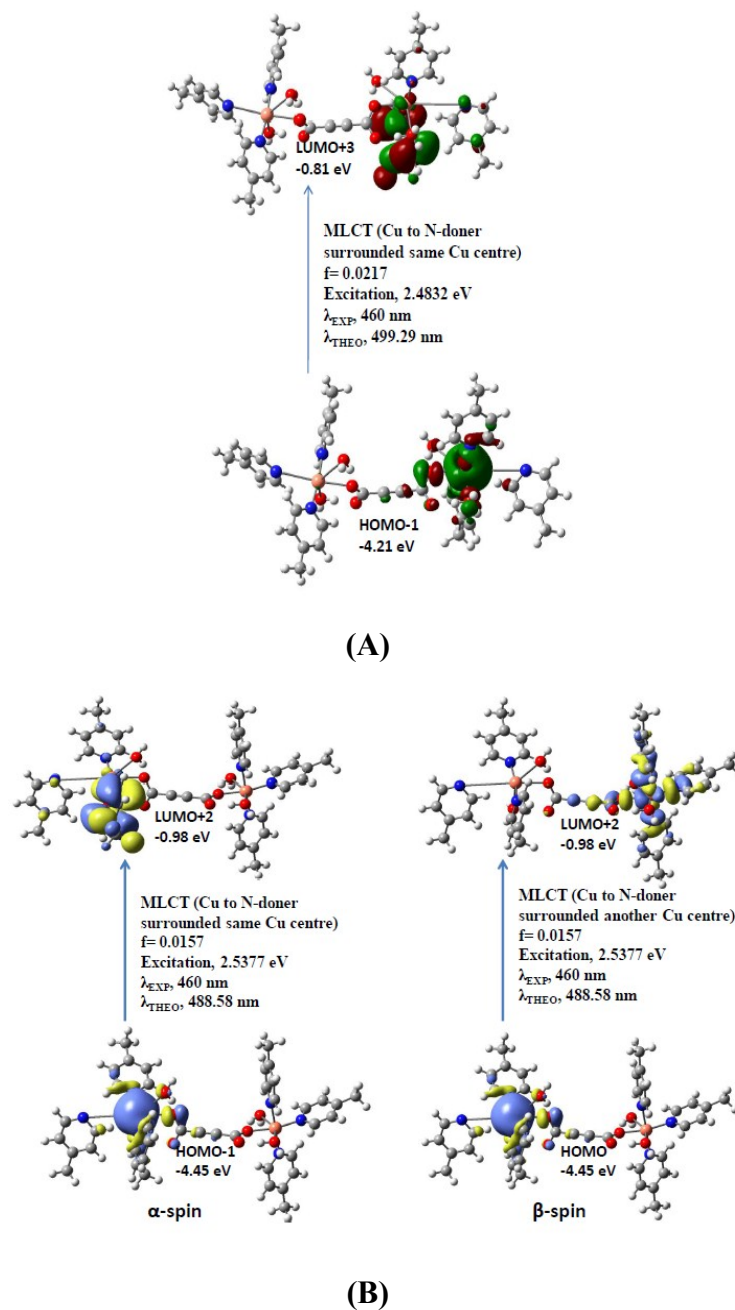 LUMO+3
-0.81 eV
MLCT (Cu to N-doner
surrounded same Cu centre)
f= 0.0217
Excitation, 2.4832 eV
λEXP, 460 nm
λTHEO, 499.29 nm
HOMO-1
-4.21 eV
(A)
LUMO+2
-0.98 eV
MLCT (Cu to N-doner
surrounded same Cu centre)
f= 0.0157
Excitation, 2.5377 eV
λEXP, 460 nm
λTHEO, 488.58 nm
HOMO-1
-4.45 eV
α-spin
LUMO+2
-0.98 eV
MLCT (Cu to N-doner
surrounded another Cu centre)
f= 0.0157
Excitation, 2.5377 eV
λEXP, 460 nm
λTHEO, 488.58 nm
HOMO
-4.45 eV
β-spin
(B)